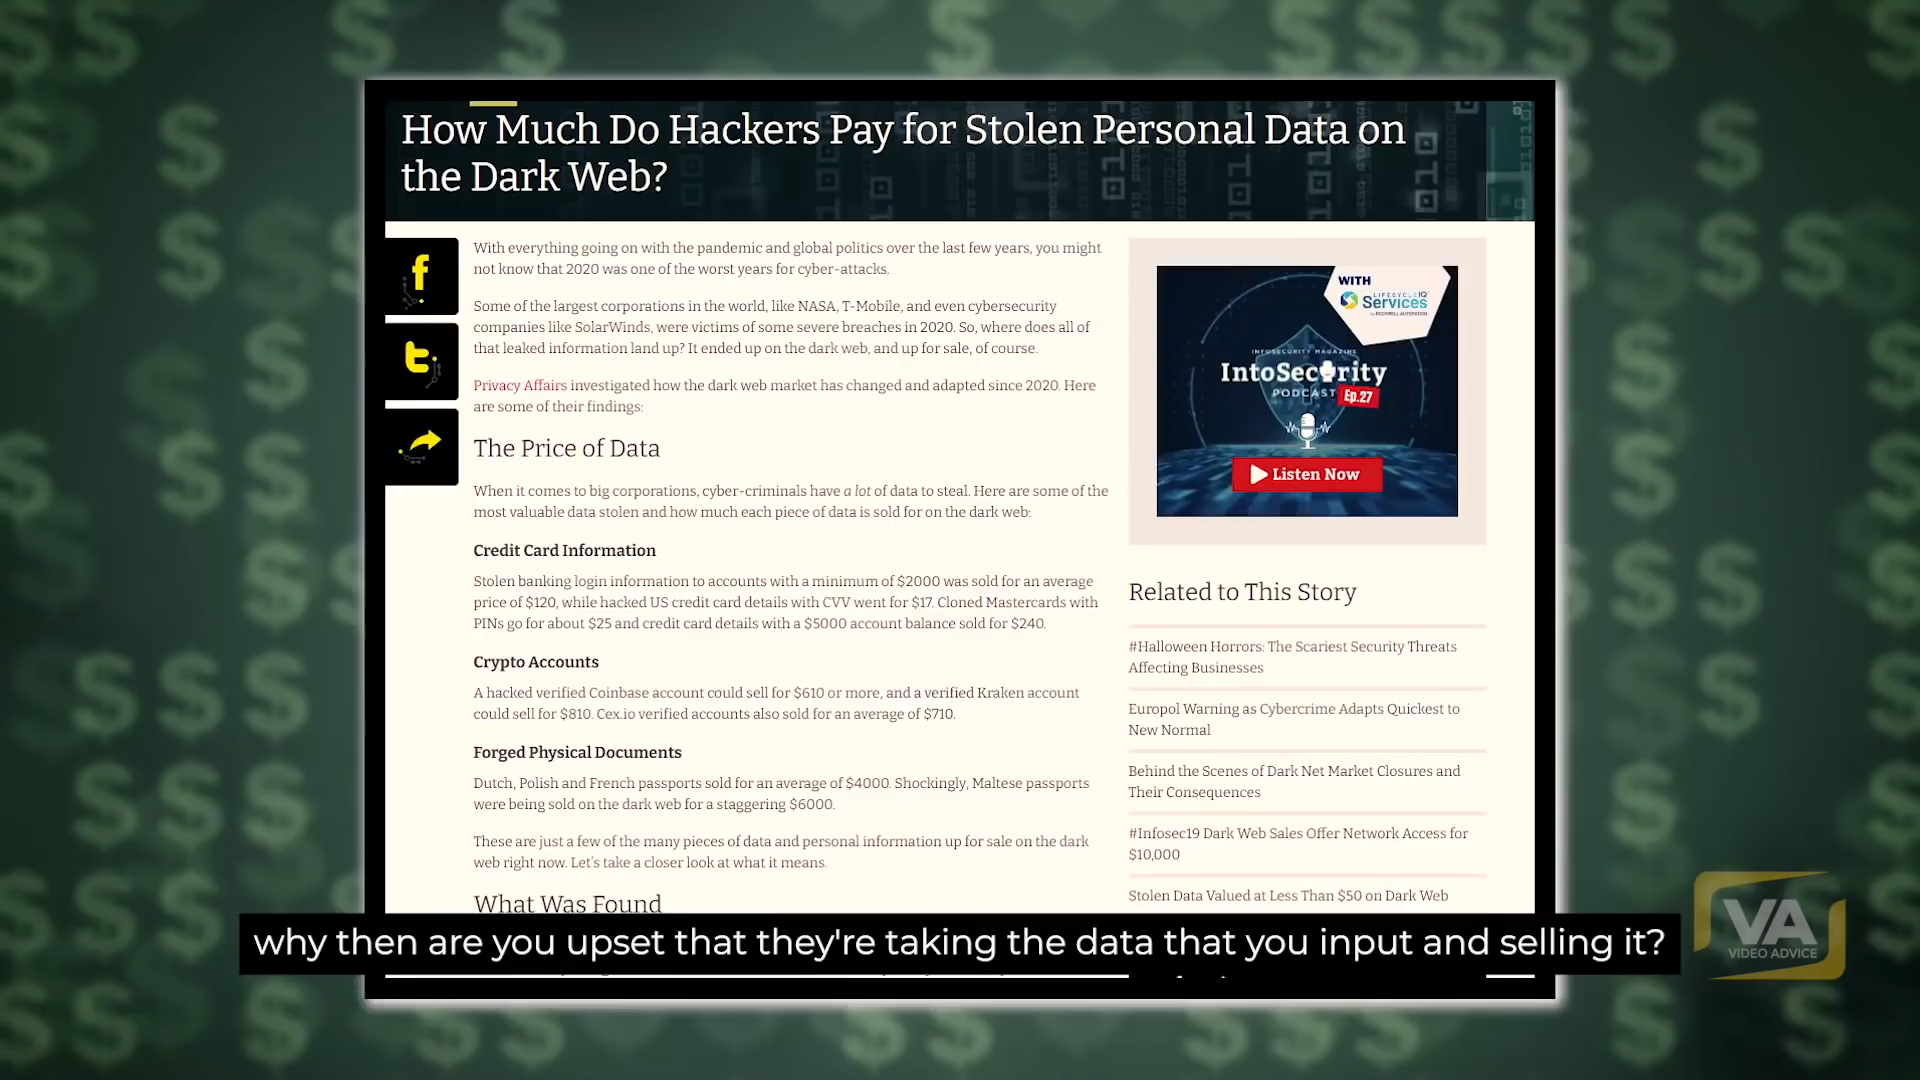 How Much Do Hackers Pay for Stolen Personal Data on
the Dark Web?
With everything going on with the pandemic and global politics over the last few years, you might
not know that 2020 was one of the worst years for cyber-attacks.
Some of the largest corporations in the world, like NASA, T-Mobile, and even cybersecurity
companies like SolarWinds, were victims of some severe breaches in 2020. So, where does all of
that leaked information land up? It ended up on the dark web, and up for sale, of course.
Privacy Affairs investigated how the dark web market has changed and adapted since 2020. Here
are some of their findings:
The Price of Data
When it comes to big corporations, cyber-criminals have a lot of data to steal. Here are some of the
most valuable data stolen and how much each piece of data is sold for on the dark web:
Credit Card Information
Stolen banking login information to accounts with a minimum of $2000 was sold for an average
price of $120, while hacked US credit card details with CVV went for $17. Cloned Mastercards with
PINs go for about $25 and credit card details with a $5000 account balance sold for $240.
Crypto Accounts
A hacked verified Coinbase account could sell for $610 or more, and a verified Kraken account
could sell for $810. Cex.io verified accounts also sold for an average of $710.
Forged Physical Documents
Dutch, Polish and French passports sold for an average of $4000. Shockingly, Maltese passports
were being sold on the dark web for a staggering $6000.
These are just a few of the many pieces of data and personal information up for sale on the dark
web right now. Let's take a closer look at what it means.
What Was Found
WITH
LIFECYCLE IQ
Services
by ROCKWELL AUTOMATION
INFOSECURITY MAGAZINE
IntoSecurity
PODCAST Ep.27
Listen Now
Related to This Story
#Halloween Horrors: The Scariest Security Threats
Affecting Businesses
Europol Warning as Cybercrime Adapts Quickest to
New Normal
Behind the Scenes of Dark Net Market Closures and
Their Consequences
#Infosec19 Dark Web Sales Offer Network Access for
$10,000
Stolen Data Valued at Less Than $50 on Dark Web
why then are you upset that they're taking the data that you input and selling it?
VA
VIDEO ADVICE